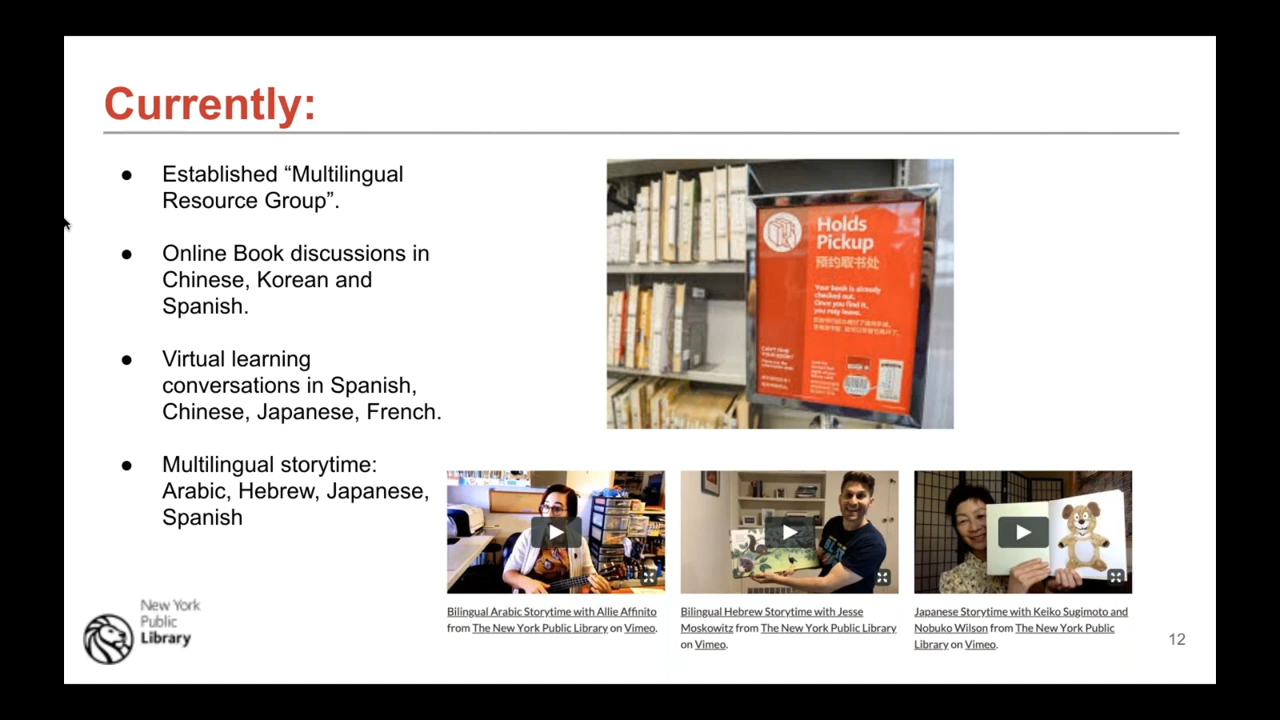 Currently:
● Established “Multilingual
Resource Group”.
● Online Book discussions in
Chinese, Korean and
Spanish.
● Virtual learning
conversations in Spanish,
Chinese, Japanese, French.
● Multilingual storytime:
Arabic, Hebrew, Japanese,
Spanish
Holds
Pickup
预约取书处
Your book is already
checked out.
Once you find it,
you may leave.
Bilingual Arabic Storytime with Allie Affinito
from The New York Public Library on Vimeo.
Bilingual Hebrew Storytime with Jesse
Moskowitz from The New York Public Library
on Vimeo.
Japanese Storytime with Keiko Sugimoto and
Nobuko Wilson from The New York Public
Library on Vimeo.
New York
Public
Library
12